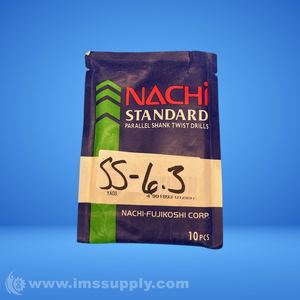 NACHi
STANDARD
PARALLEL SHANK TWIST DRILLS
SS-6.3
NACHI-FUJIKOSHI CORP
10 PCS
© www.imssupply.com